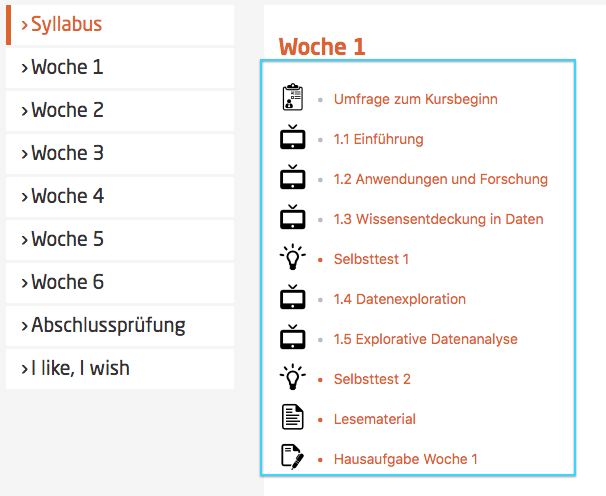 › Syllabus
› Woche 1
› Woche 2
› Woche 3
› Woche 4
› Woche 5
› Woche 6
› Abschlussprüfung
› I like, I wish
Woche 1
• Umfrage zum Kursbeginn
• 1.1 Einführung
• 1.2 Anwendungen und Forschung
• 1.3 Wissensentdeckung in Daten
• Selbsttest 1
• 1.4 Datenexploration
• 1.5 Explorative Datenanalyse
• Selbsttest 2
• Lesematerial
• Hausaufgabe Woche 1